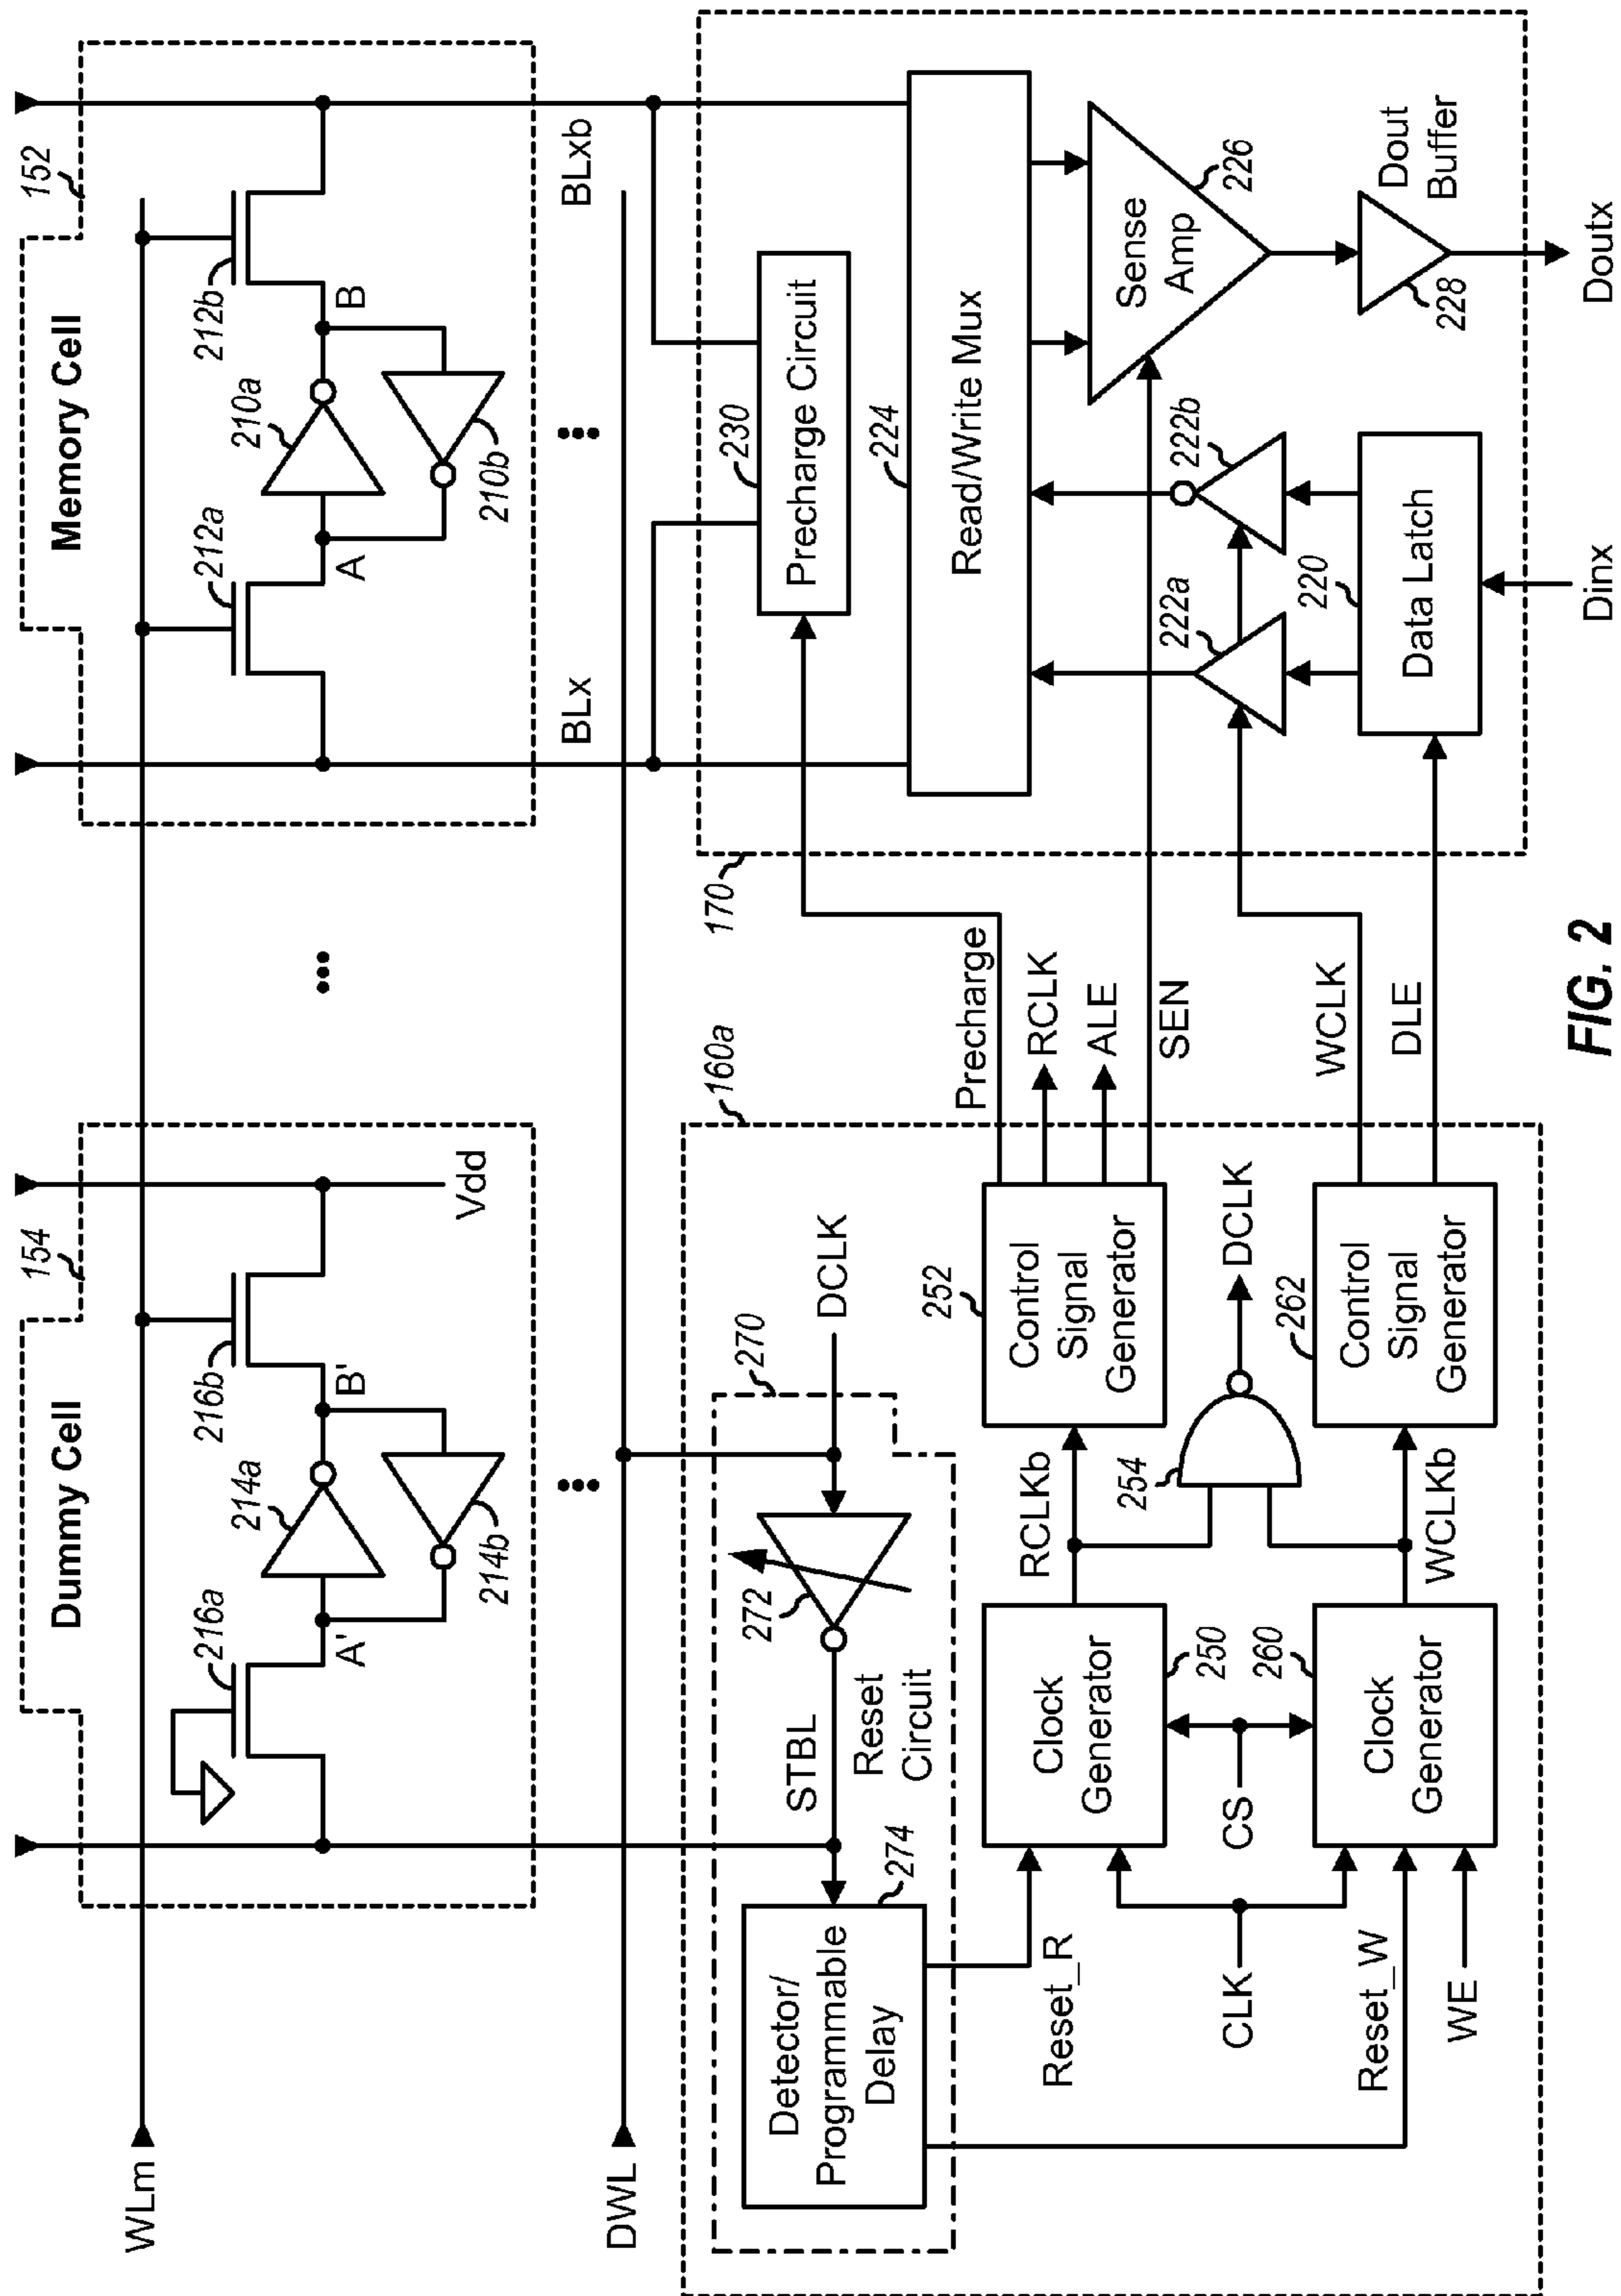 WLm
Dummy Cell
154
216a
A'
214a
214b
216b
B'
Vdd
Memory Cell
152
212a
A
210a
210b
212b
B
•••
•••
•••
DWL
BLx
BLxb
160a
270
Detector/
Programmable
Delay
274
STBL
272
Reset
Circuit
DCLK
Reset_R
Clock
Generator
250
RCLKb
252
Control
Signal
Generator
Precharge
RCLK
ALE
SEN
CLK
CS
254
DCLK
Reset_W
WE
260
Clock
Generator
WCLKb
262
Control
Signal
Generator
WCLK
DLE
170
230
Precharge Circuit
224
Read/Write Mux
222a
222b
Sense
Amp
226
220
Data Latch
228
Dout
Buffer
Dinx
Doutx
FIG. 2